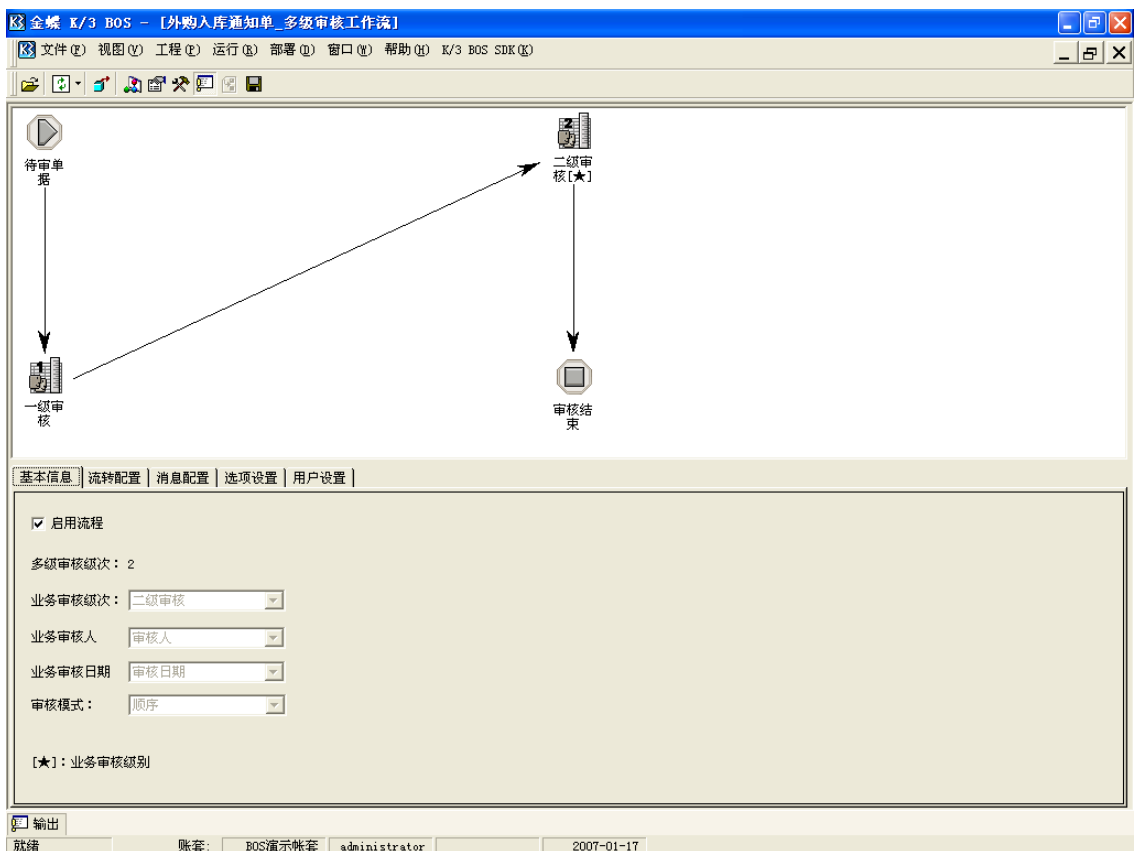 金蝶 K/3 BOS - [外购入库通知单_多级审核工作流]
文件(F) 视图(V) 工程(P) 运行(R) 部署(D) 窗口(W) 帮助(H) K/3 BOS SDK(K)
待审单
据
2
二级审
核[★]
1
一级审
核
审核结
束
基本信息 流转配置 消息配置 选项设置 用户设置
启用流程
多级审核级次：2
业务审核级次： 二级审核
业务审核人 审核人
业务审核日期 审核日期
审核模式： 顺序
[★]：业务审核级别
输出
就绪 账套: BOS演示帐套 administrator 2007-01-17